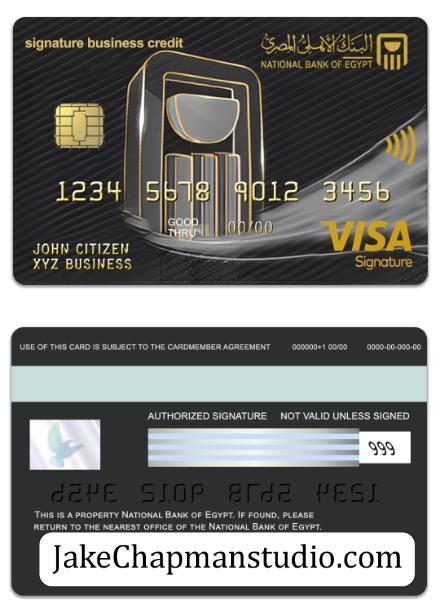 signature business credit
البنك الأهلي المصري
NATIONAL BANK OF EGYPT
1234 5678 9012 3456
GOOD
THRU 00/00
JOHN CITIZEN
XYZ BUSINESS
VISA
Signature
USE OF THIS CARD IS SUBJECT TO THE CARDMEMBER AGREEMENT 000000+1 00/00 0000-00-000-00
AUTHORIZED SIGNATURE NOT VALID UNLESS SIGNED
999
THIS IS A PROPERTY NATIONAL BANK OF EGYPT. IF FOUND, PLEASE
RETURN TO THE NEAREST OFFICE OF THE NATIONAL BANK OF EGYPT.
JakeChapmanstudio.com